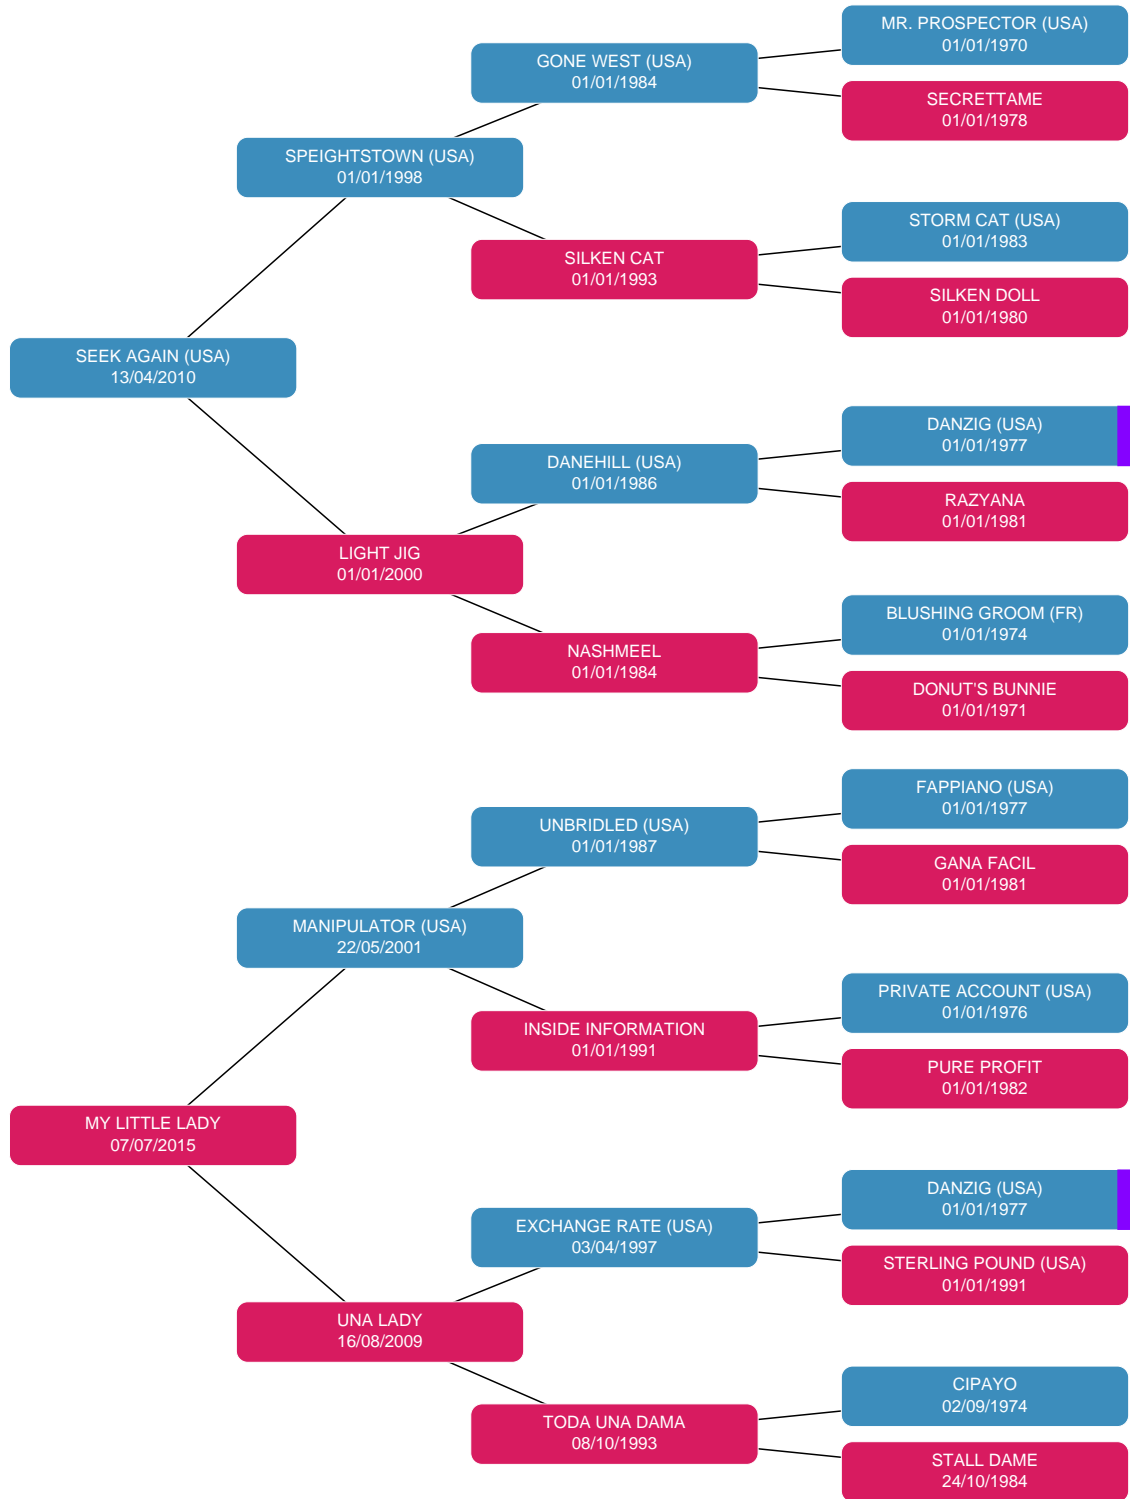 MR. PROSPECTOR (USA)
01/01/1970
GONE WEST (USA)
01/01/1984
SECRETTAME
01/01/1978
SPEIGHTSTOWN (USA)
01/01/1998
STORM CAT (USA)
01/01/1983
SILKEN CAT
01/01/1993
SILKEN DOLL
01/01/1980
SEEK AGAIN (USA)
13/04/2010
DANZIG (USA)
01/01/1977
DANEHILL (USA)
01/01/1986
RAZYANA
01/01/1981
LIGHT JIG
01/01/2000
BLUSHING GROOM (FR)
01/01/1974
NASHMEEL
01/01/1984
DONUT'S BUNNIE
01/01/1971
FAPPIANO (USA)
01/01/1977
UNBRIDLED (USA)
01/01/1987
GANA FACIL
01/01/1981
MANIPULATOR (USA)
22/05/2001
PRIVATE ACCOUNT (USA)
01/01/1976
INSIDE INFORMATION
01/01/1991
PURE PROFIT
01/01/1982
MY LITTLE LADY
07/07/2015
DANZIG (USA)
01/01/1977
EXCHANGE RATE (USA)
03/04/1997
STERLING POUND (USA)
01/01/1991
UNA LADY
16/08/2009
CIPAYO
02/09/1974
TODA UNA DAMA
08/10/1993
STALL DAME
24/10/1984